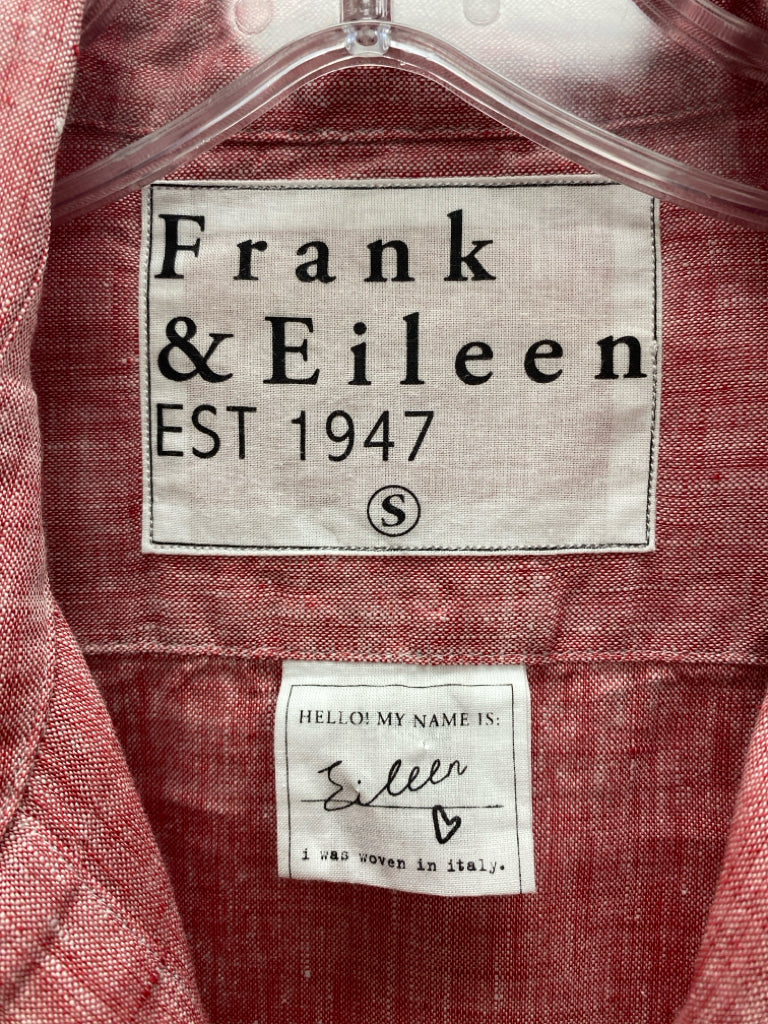 Frank
& Eileen
EST 1947
S
HELLO! MY NAME IS:
Eileen
i was woven in italy.